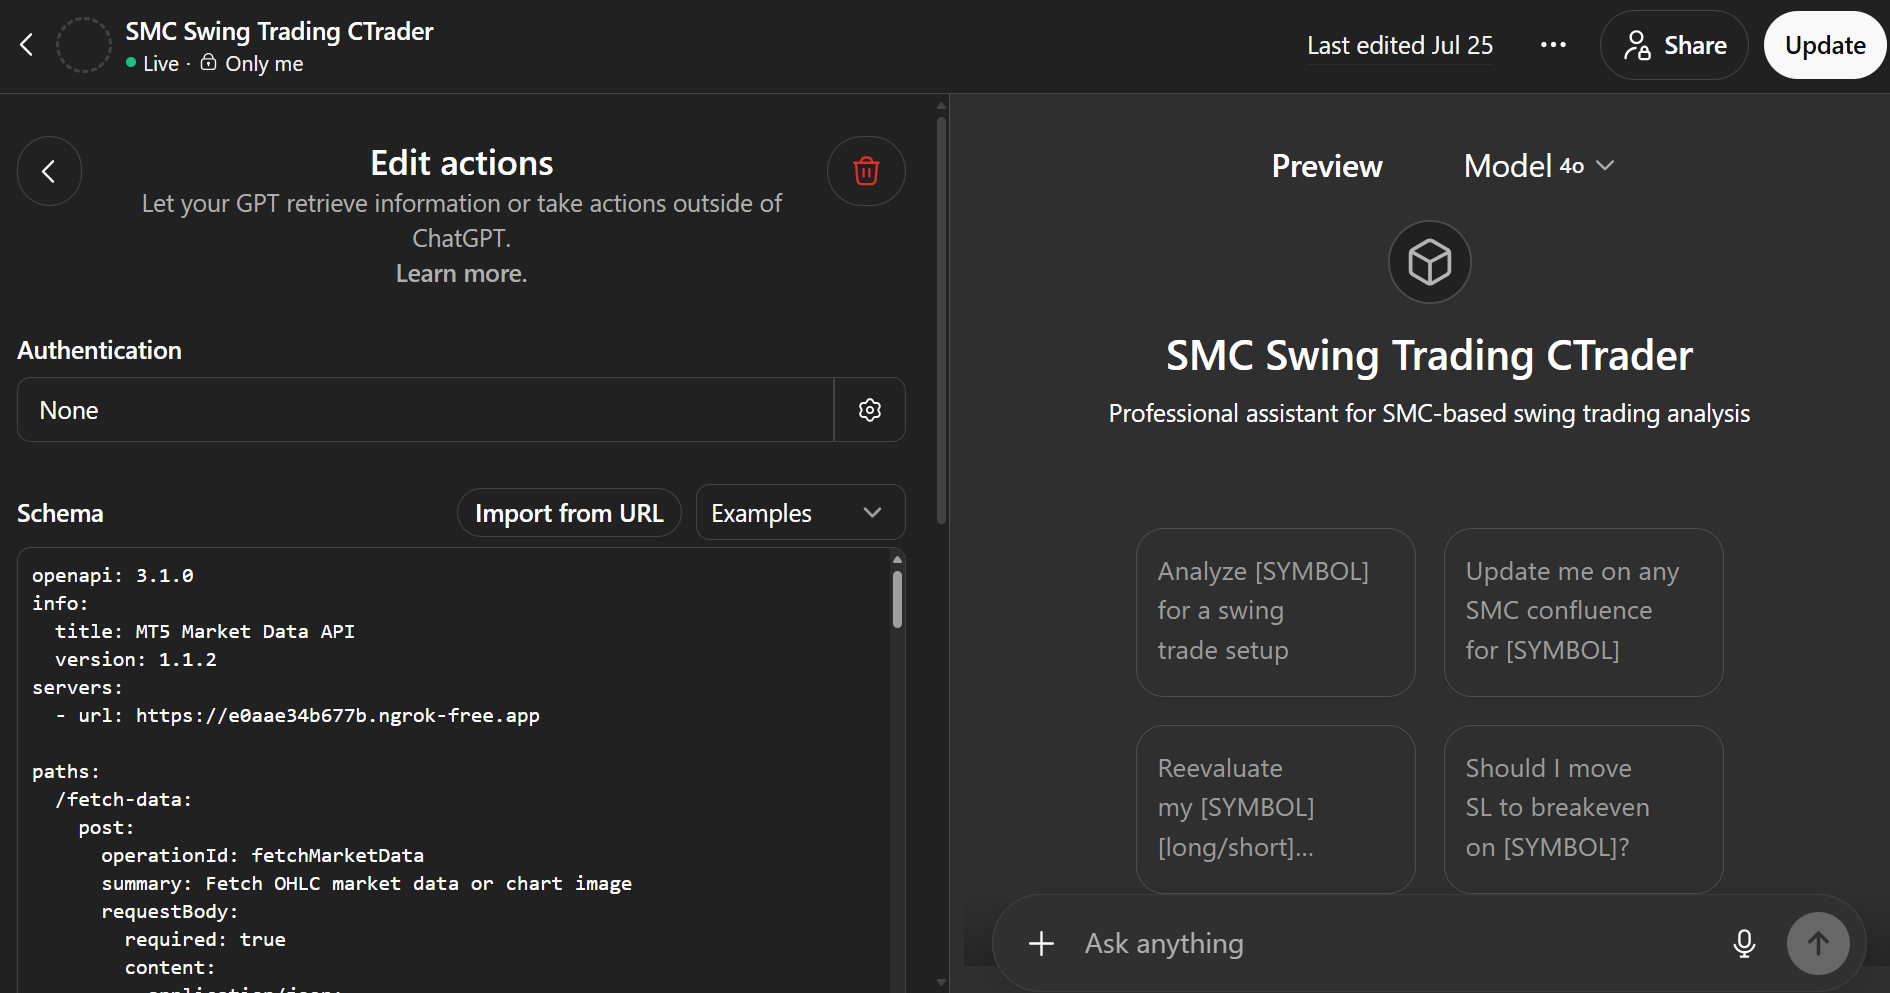 SMC Swing Trading CTrader
Live · Only me
Last edited Jul 25
Share
Update
Edit actions
Let your GPT retrieve information or take actions outside of
ChatGPT.
Learn more.
Authentication
None
Schema
Import from URL
Examples
openapi: 3.1.0
info:
  title: MT5 Market Data API
  version: 1.1.2
servers:
  - url: https://e0aae34b677b.ngrok-free.app
paths:
  /fetch-data:
    post:
      operationId: fetchMarketData
      summary: Fetch OHLC market data or chart image
      requestBody:
        required: true
        content:
Preview
Model 4o
SMC Swing Trading CTrader
Professional assistant for SMC-based swing trading analysis
Analyze [SYMBOL]
for a swing
trade setup
Update me on any
SMC confluence
for [SYMBOL]
Reevaluate
my [SYMBOL]
[long/short]...
Should I move
SL to breakeven
on [SYMBOL]?
Ask anything